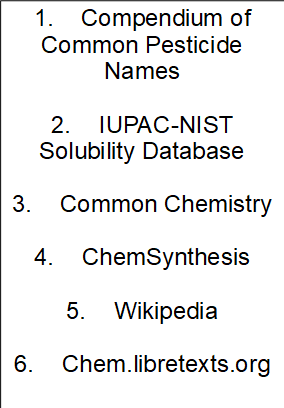 1. Compendium of
Common Pesticide
Names
2. IUPAC-NIST
Solubility Database
3. Common Chemistry
4. ChemSynthesis
5. Wikipedia
6. Chem.libretexts.org